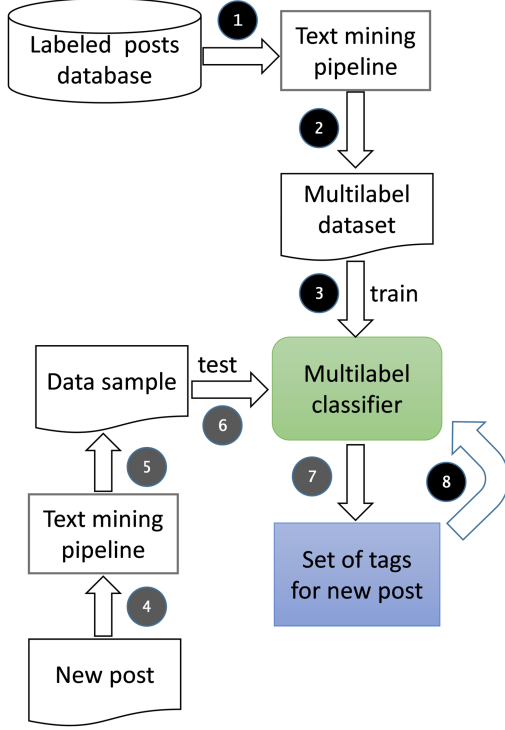 1
Labeled posts
database
Text mining
pipeline
2
Multilabel
dataset
3
train
Data sample
test
6
Multilabel
classifier
5
7
8
Text mining
pipeline
Set of tags
for new post
4
New post